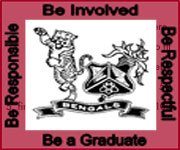 Be Involved
Be Responsible
Be Respectful
BENGALS
Be a Graduate